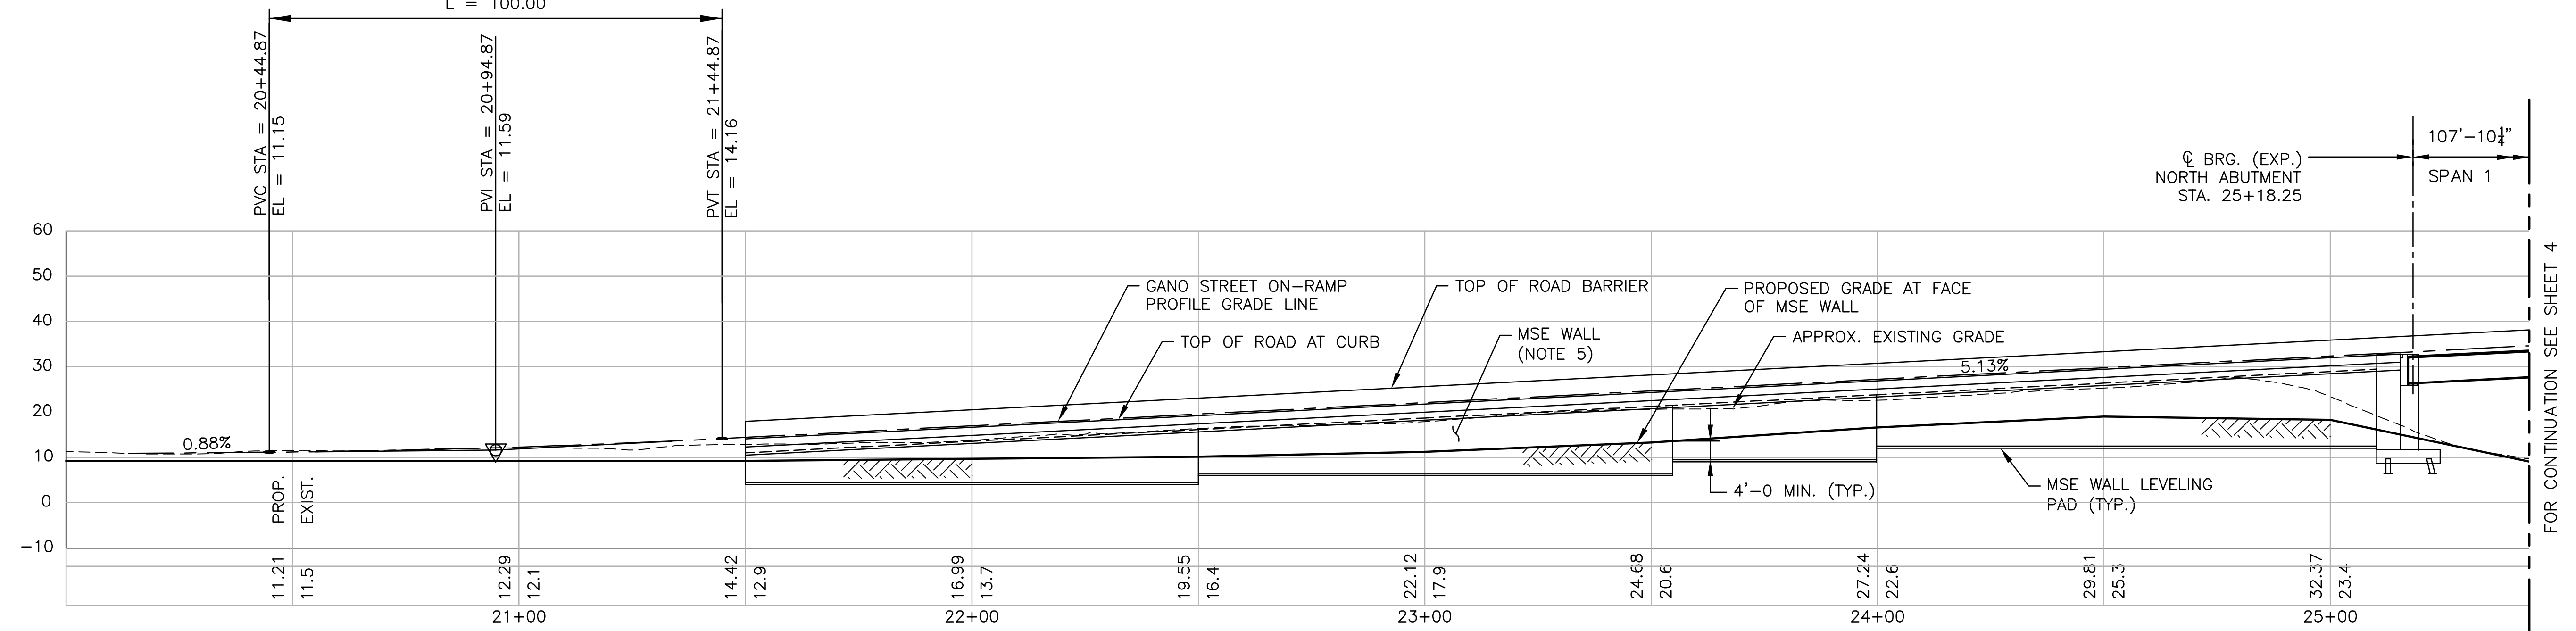 L = 100.00
PVC STA = 20+44.87
EL = 11.15
PVI STA = 20+94.87
EL = 11.59
PVT STA = 21+44.87
EL = 14.16
107'-10¼"
℄ BRG. (EXP.)
NORTH ABUTMENT
STA. 25+18.25
SPAN 1
60
50
40
30
20
10
0
-10
GANO STREET ON-RAMP
PROFILE GRADE LINE
TOP OF ROAD AT CURB
TOP OF ROAD BARRIER
MSE WALL
(NOTE 5)
PROPOSED GRADE AT FACE
OF MSE WALL
APPROX. EXISTING GRADE
5.13%
0.88%
4'-0 MIN. (TYP.)
MSE WALL LEVELING
PAD (TYP.)
FOR CONTINUATION SEE SHEET 4
PROP.
EXIST.
11.21
11.5
12.29
12.1
14.42
12.9
16.99
13.7
19.55
16.4
22.12
17.9
24.68
20.6
27.24
22.6
29.81
25.3
32.37
23.4
21+00
22+00
23+00
24+00
25+00